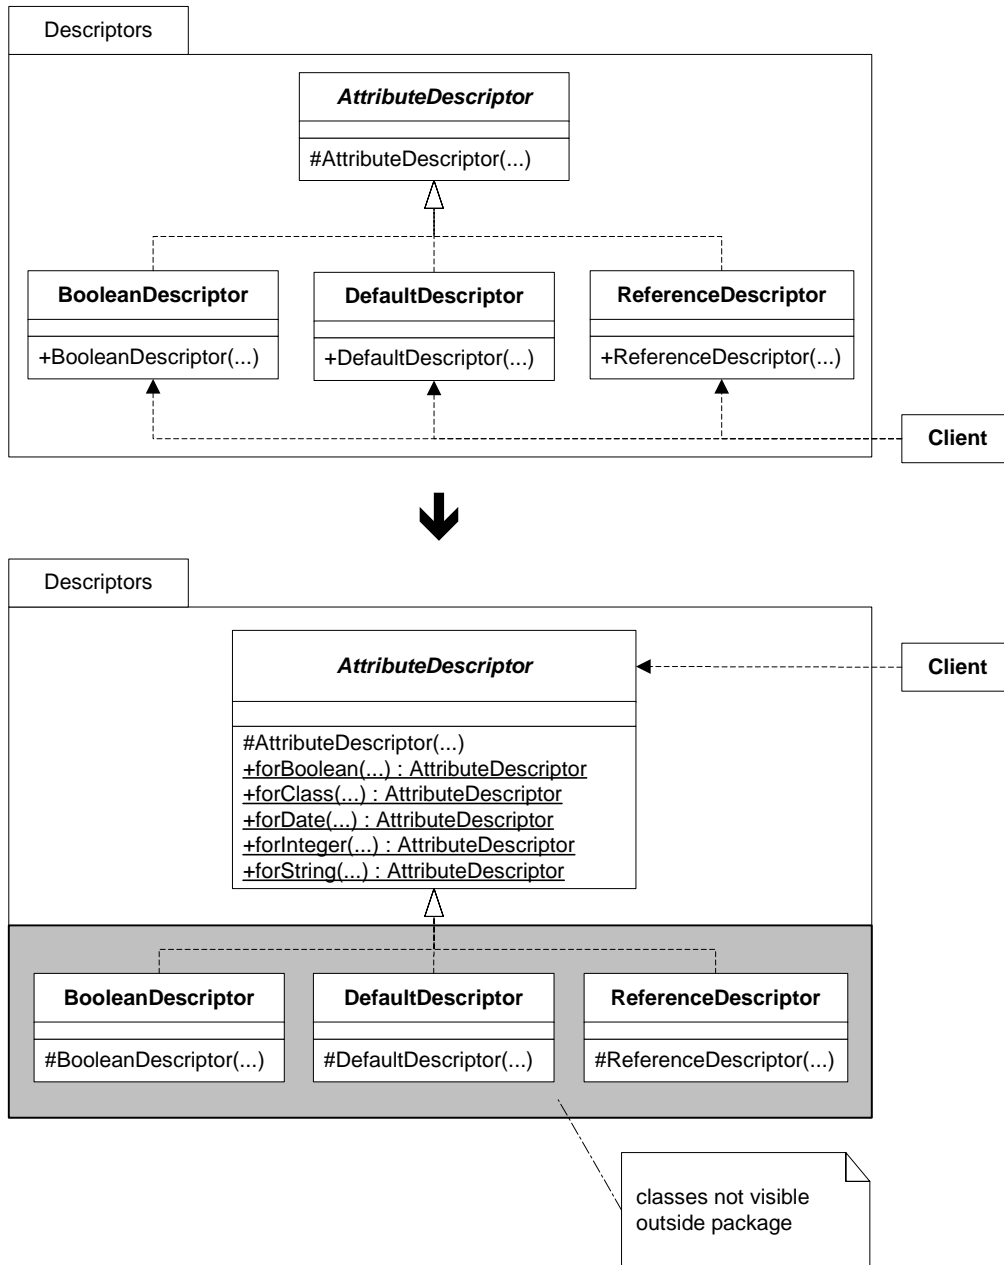 Descriptors
AttributeDescriptor
#AttributeDescriptor(...)
BooleanDescriptor
+BooleanDescriptor(...)
DefaultDescriptor
+DefaultDescriptor(...)
ReferenceDescriptor
+ReferenceDescriptor(...)
Client
Descriptors
AttributeDescriptor
#AttributeDescriptor(...)
+forBoolean(...) : AttributeDescriptor
+forClass(...) : AttributeDescriptor
+forDate(...) : AttributeDescriptor
+forInteger(...) : AttributeDescriptor
+forString(...) : AttributeDescriptor
Client
BooleanDescriptor
#BooleanDescriptor(...)
DefaultDescriptor
#DefaultDescriptor(...)
ReferenceDescriptor
#ReferenceDescriptor(...)
classes not visible
outside package